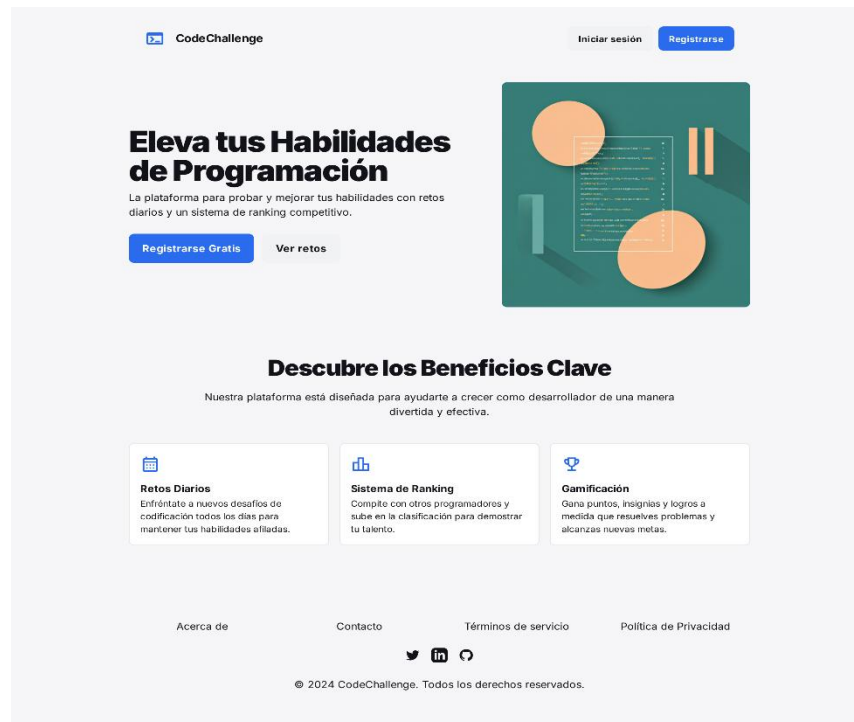 CodeChallenge
Iniciar sesión
Registrarse
Eleva tus Habilidades
de Programación
La plataforma para probar y mejorar tus habilidades con retos
diarios y un sistema de ranking competitivo.
Registrarse Gratis
Ver retos
Descubre los Beneficios Clave
Nuestra plataforma está diseñada para ayudarte a crecer como desarrollador de una manera
divertida y efectiva.
Retos Diarios
Enfréntate a nuevos desafíos de
codificación todos los días para
mantener tus habilidades afiladas.
Sistema de Ranking
Compite con otros programadores y
sube en la clasificación para demostrar
tu talento.
Gamificación
Gana puntos, insignias y logros a
medida que resuelves problemas y
alcanzas nuevas metas.
Acerca de
Contacto
Términos de servicio
Política de Privacidad
in
© 2024 CodeChallenge. Todos los derechos reservados.